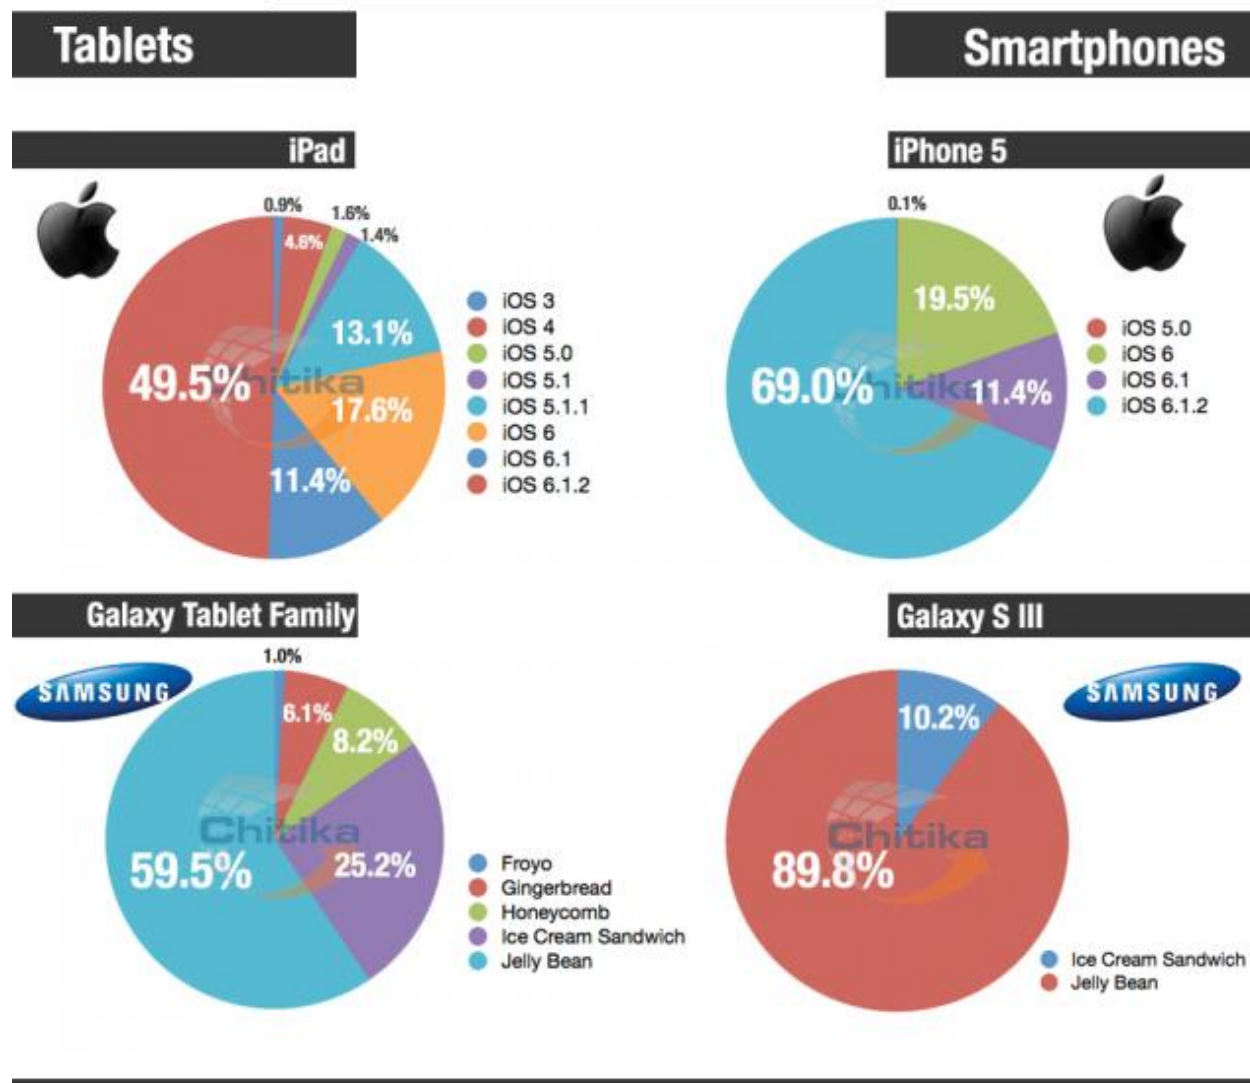 Tablets
Smartphones
iPad
0.9%
1.6%
4.6%
1.4%
13.1%
49.5%
17.6%
11.4%
Chitika
iOS 3
iOS 4
iOS 5.0
iOS 5.1
iOS 5.1.1
iOS 6
iOS 6.1
iOS 6.1.2
iPhone 5
0.1%
19.5%
69.0%
11.4%
Chitika
iOS 5.0
iOS 6
iOS 6.1
iOS 6.1.2
Galaxy Tablet Family
SAMSUNG
1.0%
6.1%
8.2%
Chitika
59.5%
25.2%
Froyo
Gingerbread
Honeycomb
Ice Cream Sandwich
Jelly Bean
Galaxy S III
SAMSUNG
10.2%
Chitika
89.8%
Ice Cream Sandwich
Jelly Bean